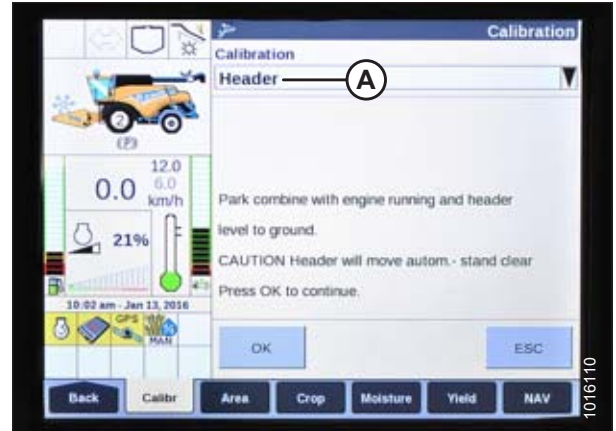 Calibration
Calibration
Header
A
2
(P)
12.0
6.0
0.0
km/h
21%
10:02 am - Jan 13, 2016
GPS
MAN
Park combine with engine running and header
level to ground.
CAUTION Header will move autom.- stand clear
Press OK to continue.
OK
ESC
Back
Calibr
Area
Crop
Moisture
Yield
NAV
1016110